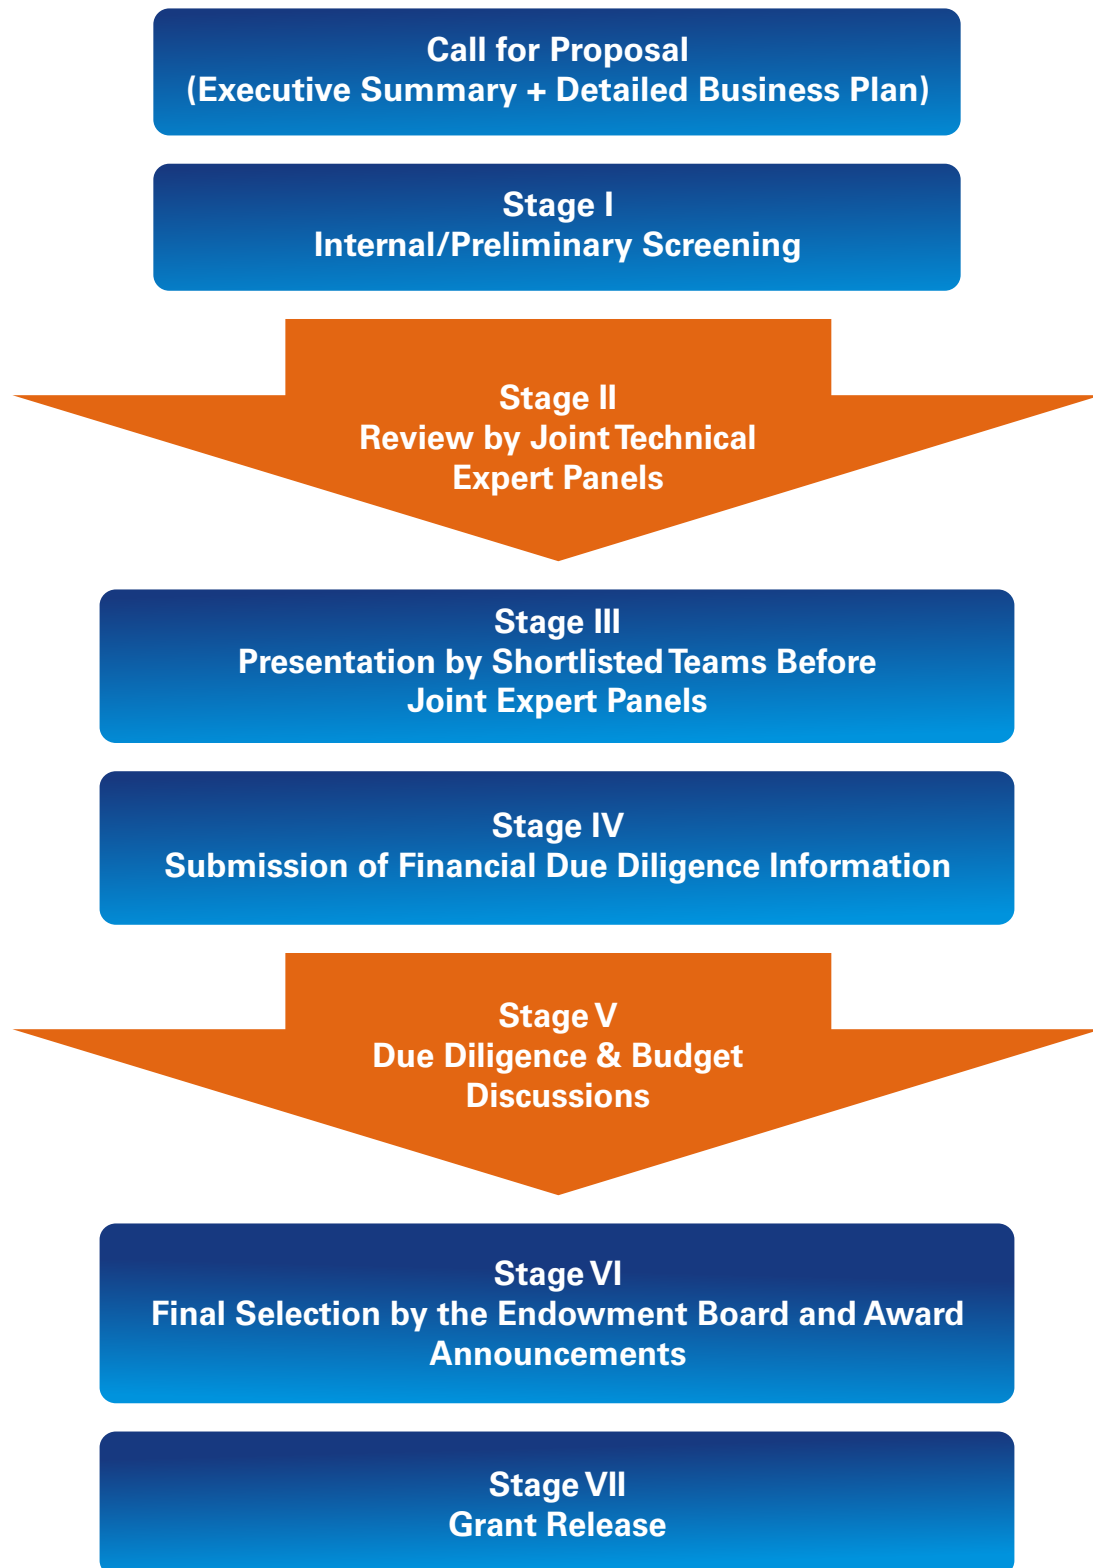 Call for Proposal
(Executive Summary + Detailed Business Plan)
Stage I
Internal/Preliminary Screening
Stage II
Review by Joint Technical
Expert Panels
Stage III
Presentation by Shortlisted Teams Before
Joint Expert Panels
Stage IV
Submission of Financial Due Diligence Information
Stage V
Due Diligence & Budget
Discussions
Stage VI
Final Selection by the Endowment Board and Award
Announcements
Stage VII
Grant Release